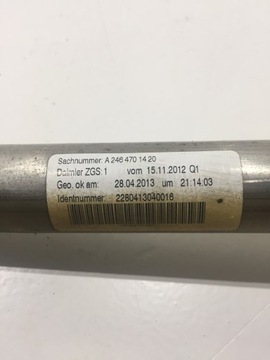 Sachnummer: A 246 470 14 20
Daimler ZGS: 1 vom 15.11.2012 Q1
Geo. ok am: 28.04.2013 um 21:14:03
Identnummer: 2280413040016